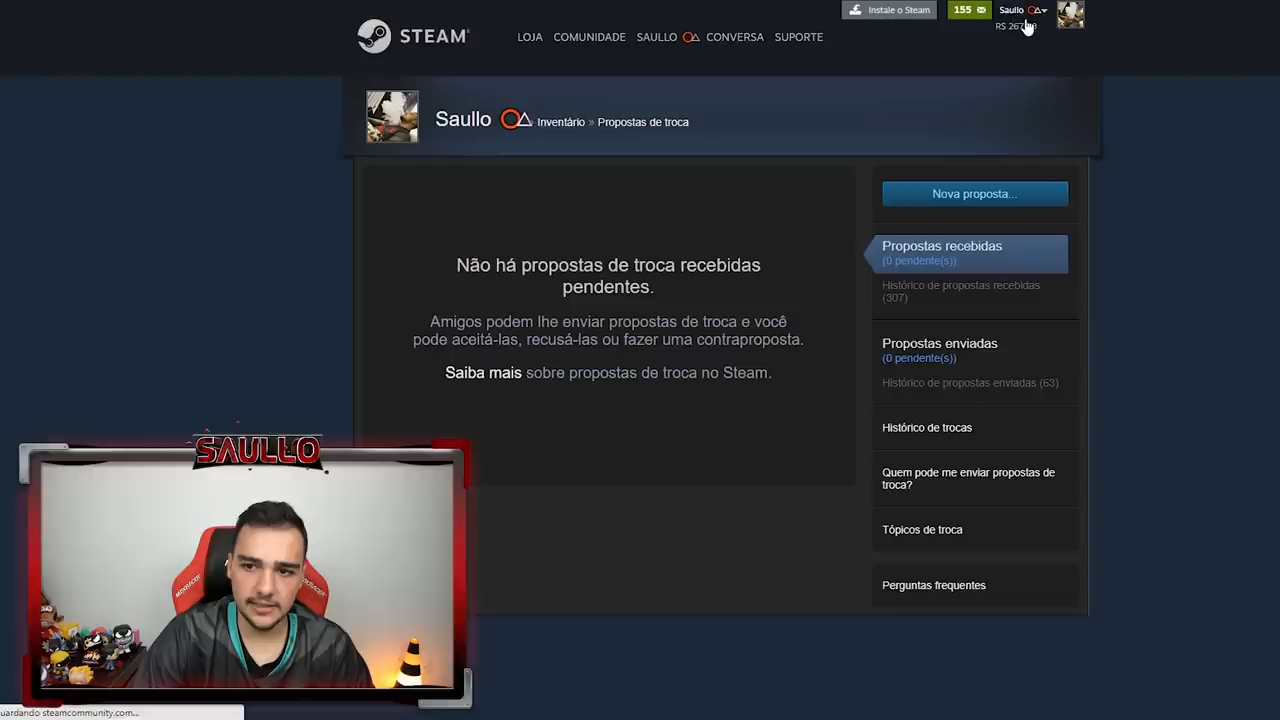 Instale o Steam
155
Saullo
STEAM
LOJA COMUNIDADE SAULLO CONVERSA SUPORTE
Saullo
Inventário » Propostas de troca
Não há propostas de troca recebidas
pendentes.
Amigos podem lhe enviar propostas de troca e você
pode aceitá-las, recusá-las ou fazer uma contraproposta.
Saiba mais sobre propostas de troca no Steam.
Nova proposta...
Propostas recebidas
(0 pendente(s))
Histórico de propostas recebidas
(307)
Propostas enviadas
(0 pendente(s))
Histórico de propostas enviadas (63)
Histórico de trocas
Quem pode me enviar propostas de
troca?
Tópicos de troca
Perguntas frequentes
SAULLO
uardando steamcommunity.com...